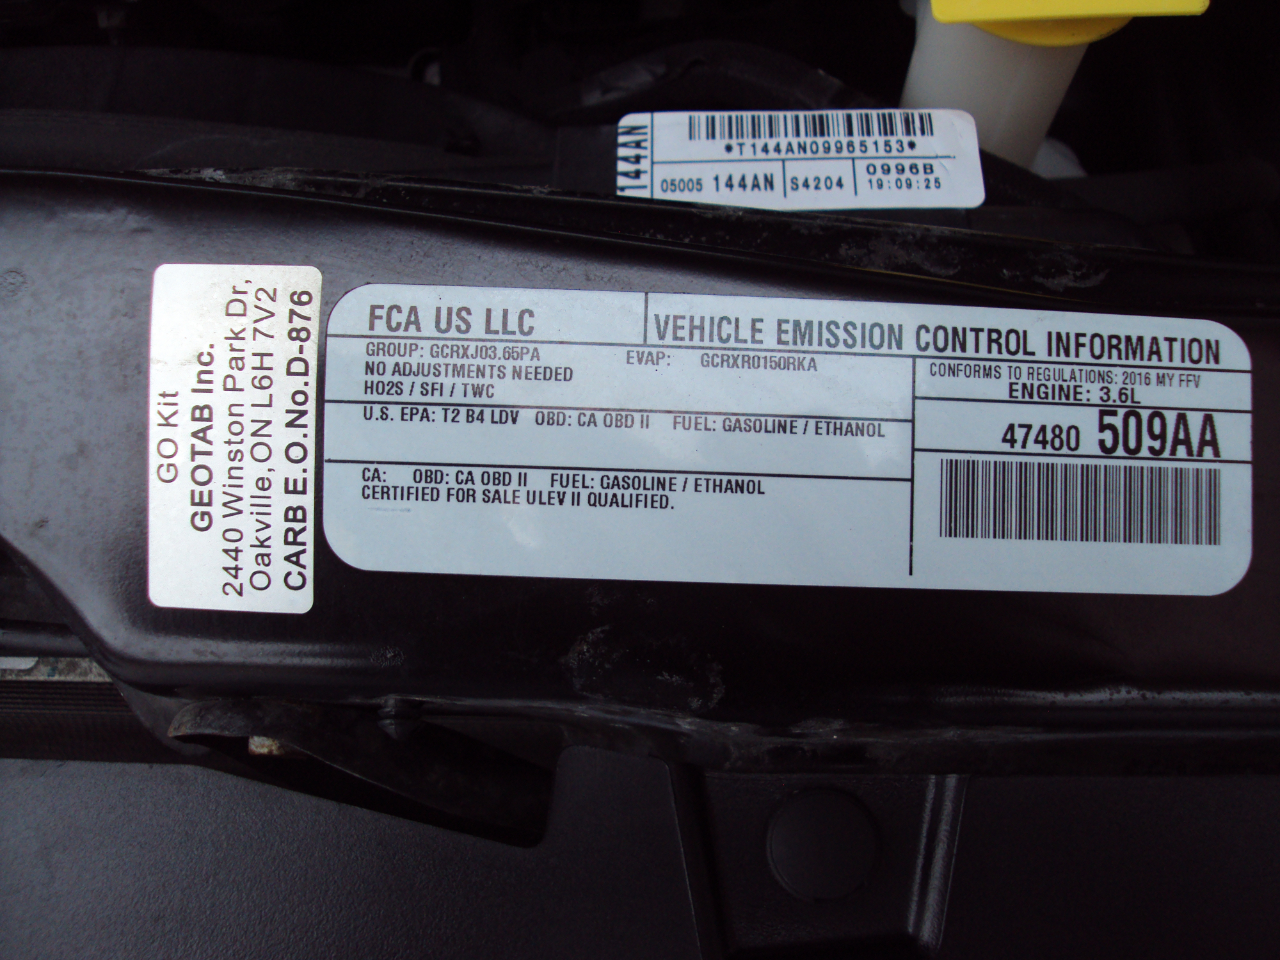 144AN
*T144AN09965153*
05005 144AN S4204 0996B
19:09:25
GO Kit
GEOTAB Inc.
2440 Winston Park Dr,
Oakville,ON L6H 7V2
CARB E.O.No.D-876
FCA US LLC
VEHICLE EMISSION CONTROL INFORMATION
GROUP: GCRXJ03.65PA EVAP: GCRXR0150RKA
NO ADJUSTMENTS NEEDED
HO2S / SFI / TWC
CONFORMS TO REGULATIONS: 2016 MY FFV
ENGINE: 3.6L
U.S. EPA: T2 B4 LDV OBD: CA OBD II FUEL: GASOLINE / ETHANOL
47480 509AA
CA: OBD: CA OBD II FUEL: GASOLINE / ETHANOL
CERTIFIED FOR SALE ULEV II QUALIFIED.